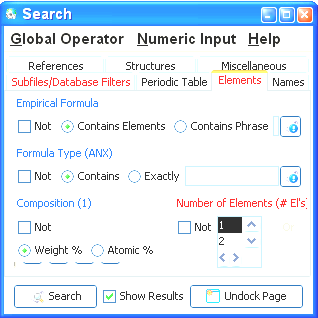 Search
Global Operator Numeric Input Help
References Structures Miscellaneous
Subfiles/Database Filters Periodic Table Elements Names
Empirical Formula
Not Contains Elements Contains Phrase
Formula Type (ANX)
Not Contains Exactly
Composition (1) Number of Elements (# El's)
Not Not 1
2
Weight % Atomic %
Search Show Results Undock Page